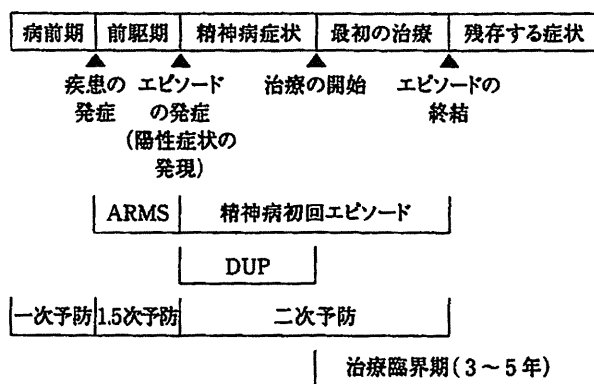 病前期 前駆期 精神病症状 最初の治療 残存する症状
疾患の発症
エピソードの発症(陽性症状の発現)
治療の開始
エピソードの終結
ARMS 精神病初回エピソード
DUP
一次予防 1.5次予防 二次予防
治療臨界期(3～5年)